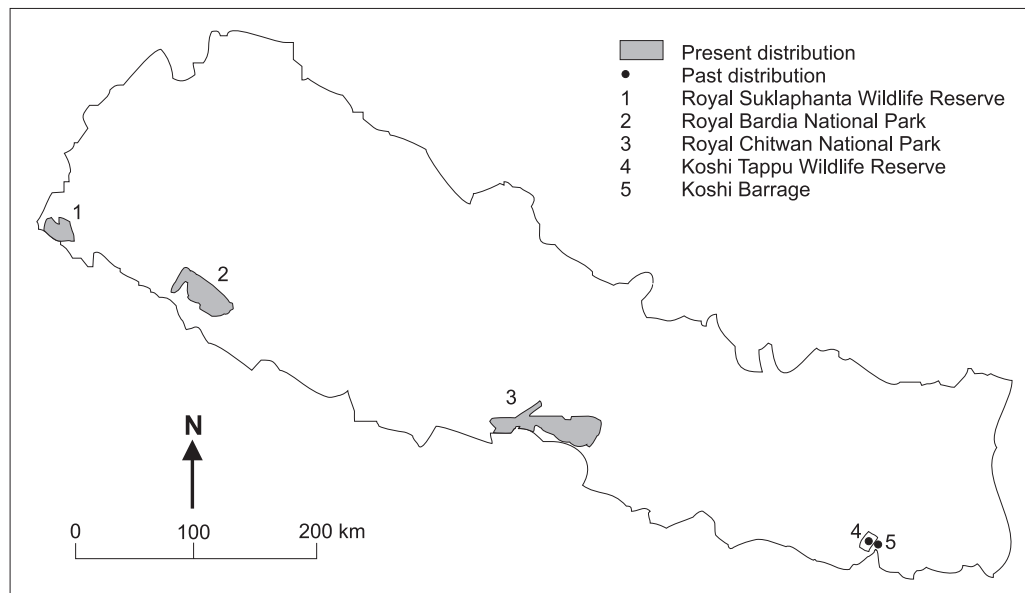 Present distribution
Past distribution
1 Royal Suklaphanta Wildlife Reserve
2 Royal Bardia National Park
3 Royal Chitwan National Park
4 Koshi Tappu Wildlife Reserve
5 Koshi Barrage
1
2
3
4
5
N
0 100 200 km